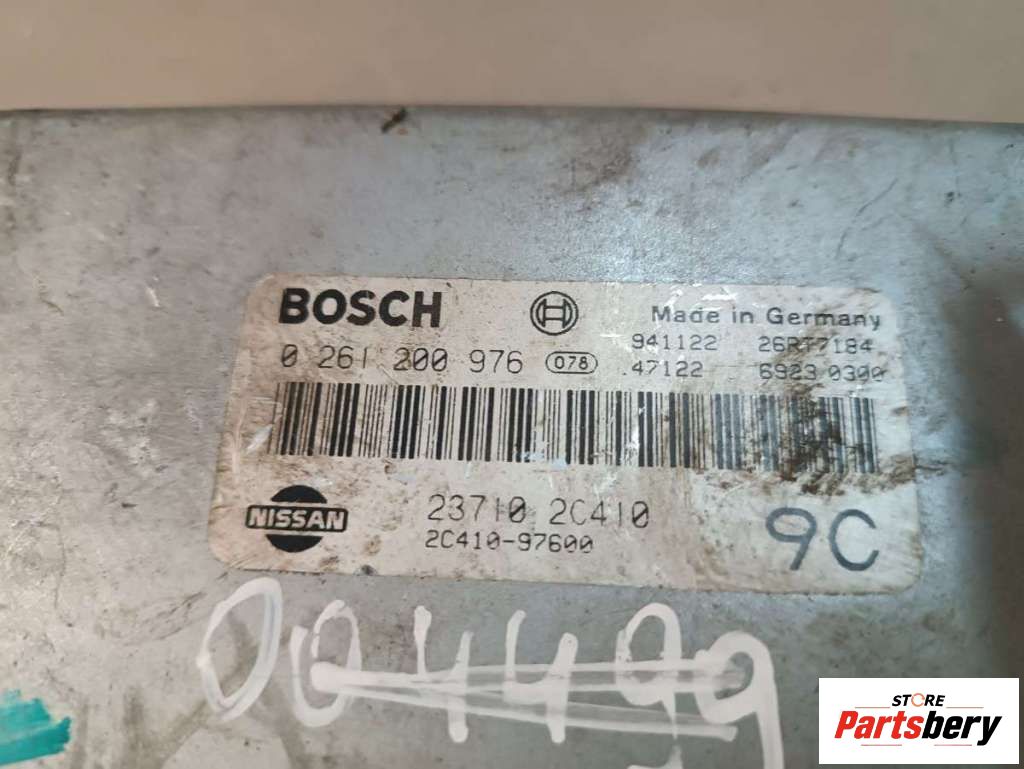 BOSCH
Made in Germany
0 261 200 976 078
941122 26RT7184
47122 6923 0300
NISSAN
23710 2C410
2C410-97600
9C
004499
STORE
Partsbery